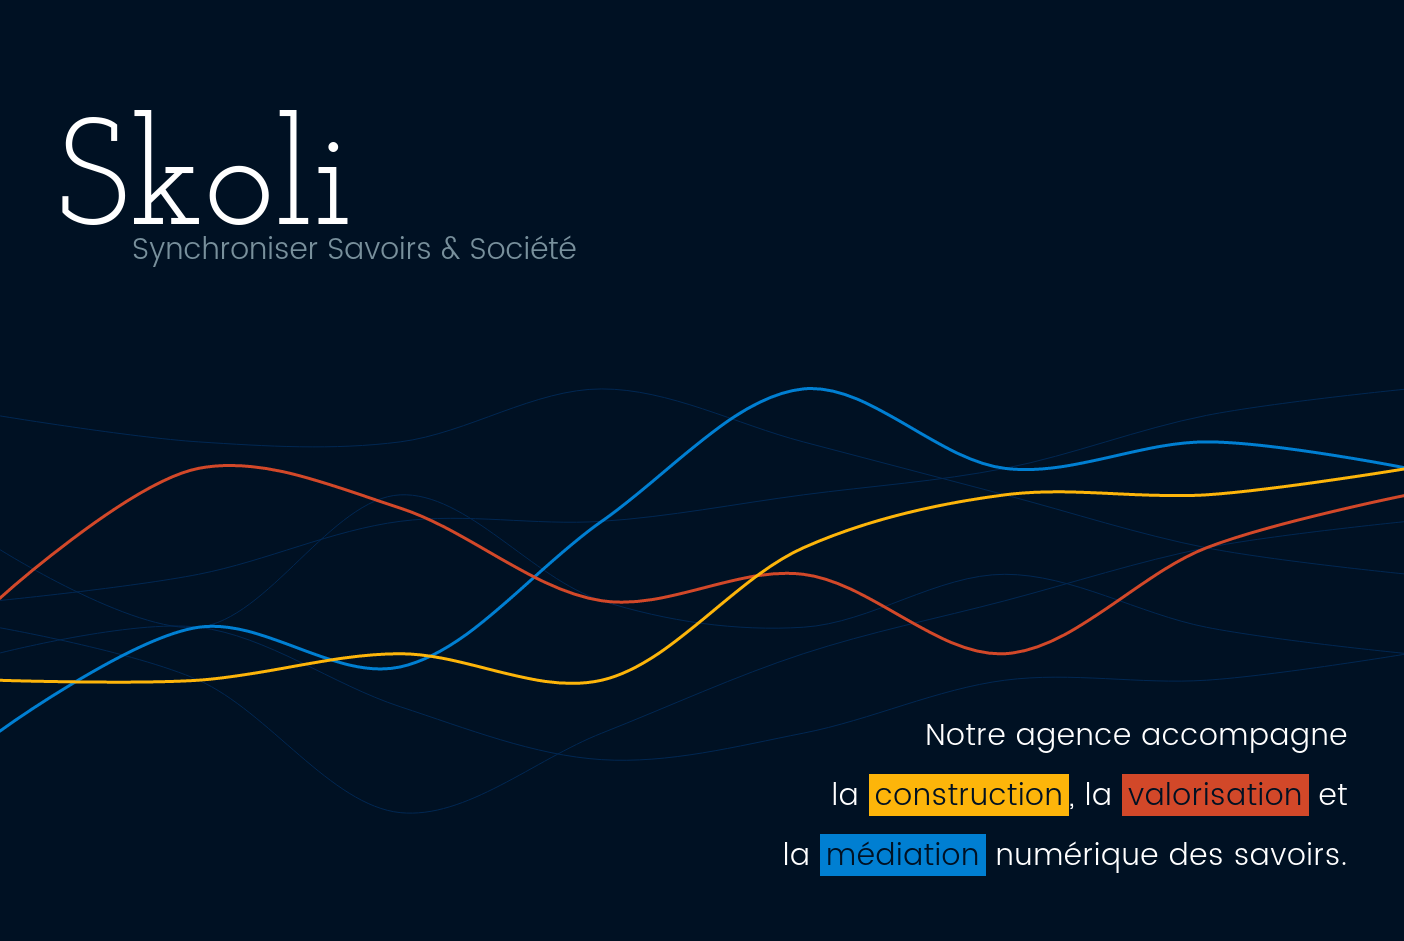 Skoli
Synchroniser Savoirs & Société
Notre agence accompagne
la construction, la valorisation et
la médiation numérique des savoirs.